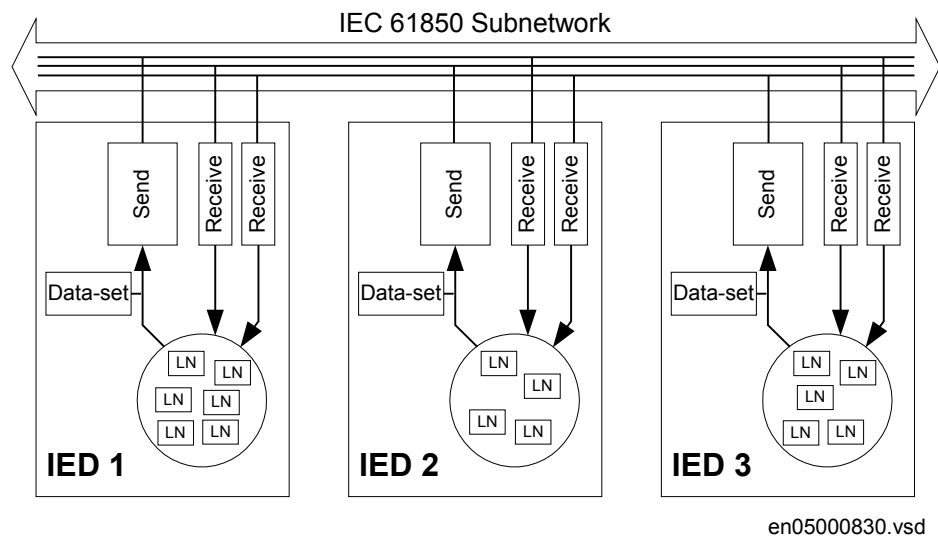 IEC 61850 Subnetwork
Send
Receive
Receive
Data-set
LN
LN
LN
LN
LN
LN
IED 1
Send
Receive
Receive
Data-set
LN
LN
LN
LN
IED 2
Send
Receive
Receive
Data-set
LN
LN
LN
LN
LN
IED 3
en05000830.vsd